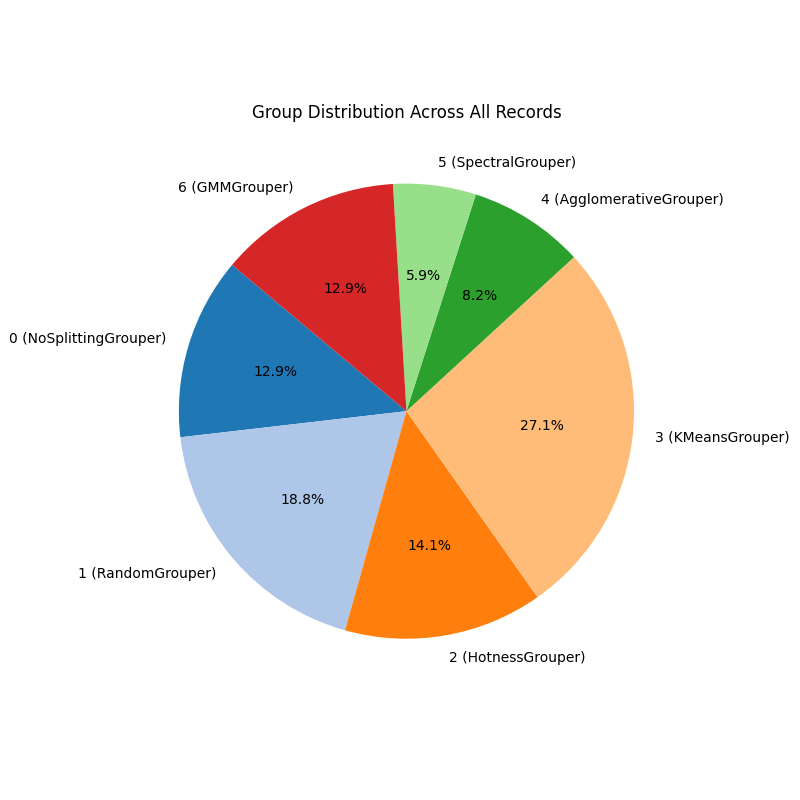 Group Distribution Across All Records
5 (SpectralGrouper)
6 (GMMGrouper)
4 (AgglomerativeGrouper)
5.9%
12.9%
8.2%
0 (NoSplittingGrouper)
12.9%
27.1%
3 (KMeansGrouper)
18.8%
14.1%
1 (RandomGrouper)
2 (HotnessGrouper)